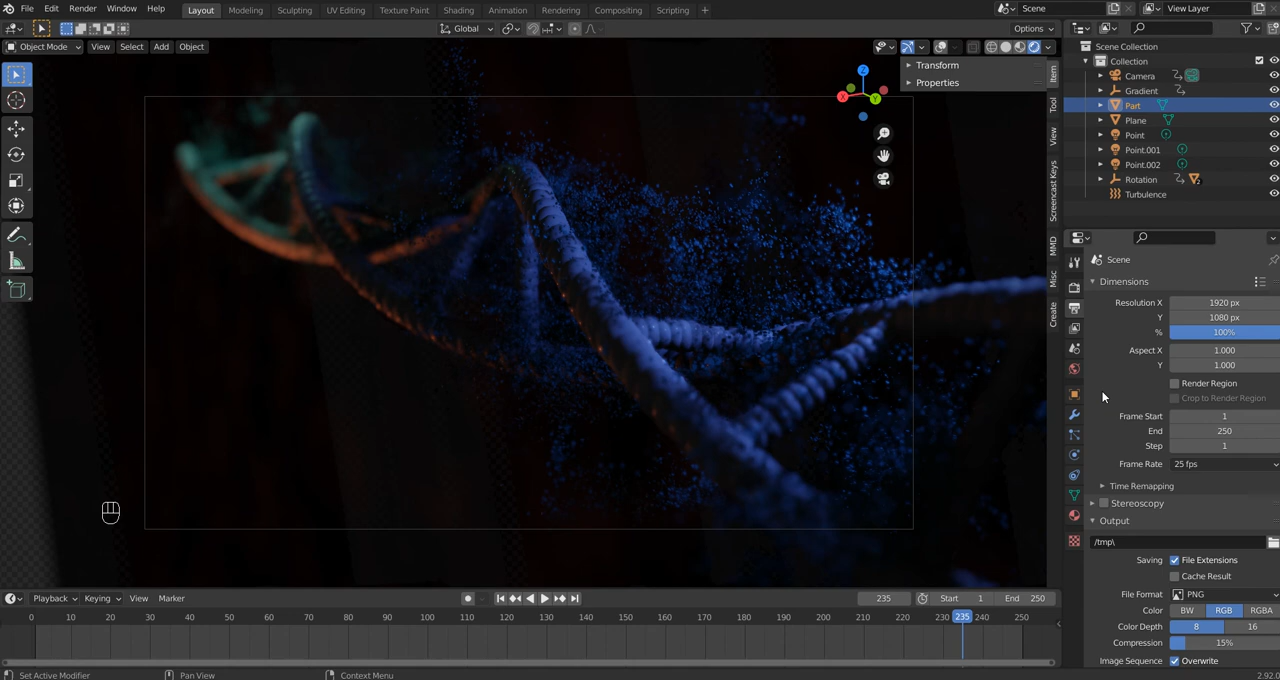 File Edit Render Window Help Layout Modeling Sculpting UV Editing Texture Paint Shading Animation Rendering Compositing Scripting + Scene View Layer
Global Options
Object Mode View Select Add Object
Transform
Properties
Item
Tool
View
Screencast Keys
MMD
Misc
Create
Z
X
Y
Scene Collection
Collection
Camera
Gradient
Part
Plane
Point
Point.001
Point.002
Rotation 2
Turbulence
Scene
Dimensions
Resolution X 1920 px
Y 1080 px
% 100%
Aspect X 1.000
Y 1.000
Render Region
Crop to Render Region
Frame Start 1
End 250
Step 1
Frame Rate 25 fps
Time Remapping
Stereoscopy
Output
/tmp\
Saving File Extensions
Cache Result
File Format PNG
Color BW RGB RGBA
Color Depth 8 16
Compression 15%
Image Sequence Overwrite
Playback Keying View Marker 235 Start 1 End 250
0 10 20 30 40 50 60 70 80 90 100 110 120 130 140 150 160 170 180 190 200 210 220 235 240 250
Set Active Modifier Pan View Context Menu 2.92.0